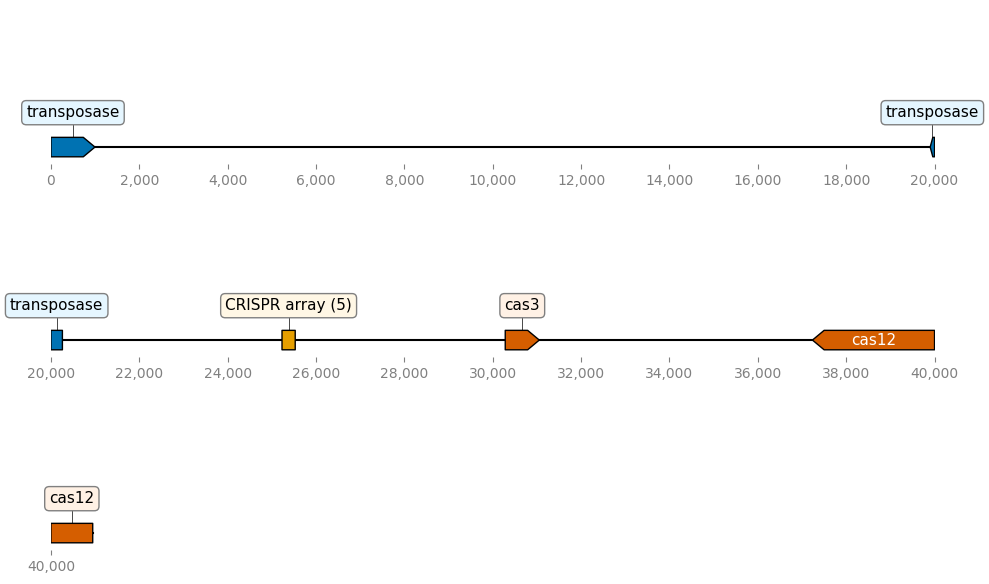 transposase transposase
0 2,000 4,000 6,000 8,000 10,000 12,000 14,000 16,000 18,000 20,000
transposase CRISPR array (5) cas3
cas12
20,000 22,000 24,000 26,000 28,000 30,000 32,000 34,000 36,000 38,000 40,000
cas12
40,000